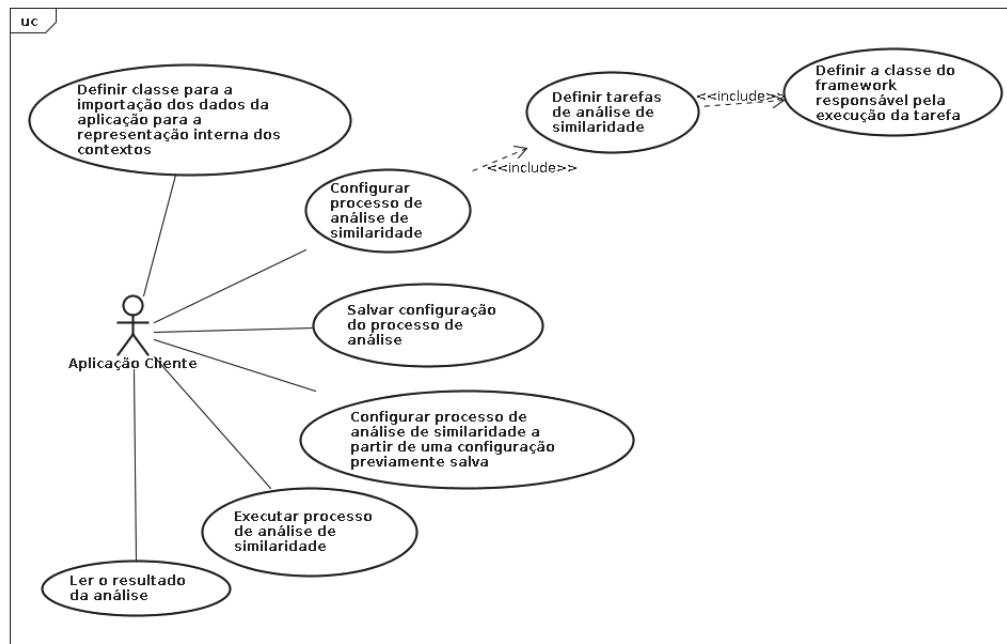 uc
Definir classe para a
importação dos dados da
aplicação para a
representação interna dos
contextos
Definir tarefas
de análise de
similaridade
<<include>>
Definir a classe do
framework
responsável pela
execução da tarefa
Configurar
processo de
análise de
similaridade
<<include>>
Salvar configuração
do processo de
análise
Aplicação Cliente
Configurar processo de
análise de similaridade a
partir de uma configuração
previamente salva
Executar processo
de análise de
similaridade
Ler o resultado
da análise